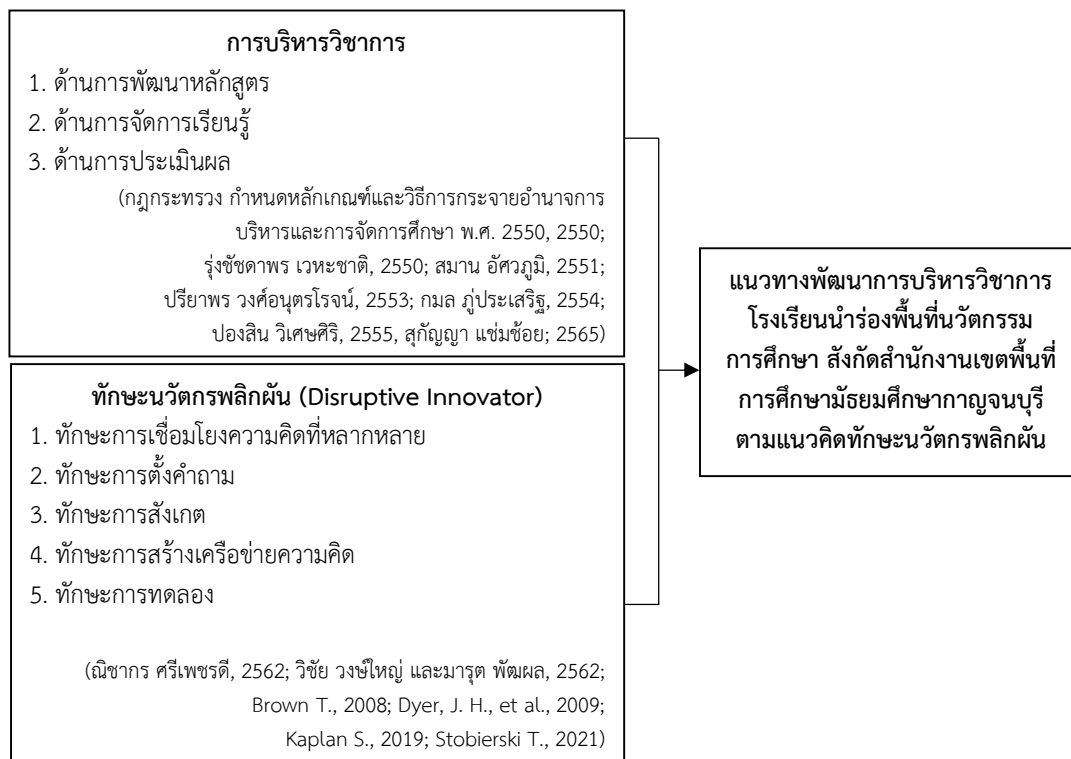 การบริหารวิชาการ
1. ด้านการพัฒนาหลักสูตร
2. ด้านการจัดการเรียนรู้
3. ด้านการประเมินผล
(กฎกระทรวง กำหนดหลักเกณฑ์และวิธีการกระจายอำนาจการ
บริหารและการจัดการศึกษา พ.ศ. 2550, 2550;
รุ่งชัชดาพร เวหะชาติ, 2550; สมาน อัศวภูมิ, 2551;
ปรียาพร วงศ์อนุตรโรจน์, 2553; กมล ภู่ประเสริฐ, 2554;
ปองสิน วิเศษศิริ, 2555, สุกัญญา แช่มช้อย; 2565)
ทักษะนวัตกรพลิกผัน (Disruptive Innovator)
1. ทักษะการเชื่อมโยงความคิดที่หลากหลาย
2. ทักษะการตั้งคำถาม
3. ทักษะการสังเกต
4. ทักษะการสร้างเครือข่ายความคิด
5. ทักษะการทดลอง
(ณิชากร ศรีเพชรดี, 2562; วิชัย วงษ์ใหญ่ และมารุต พัฒผล, 2562;
Brown T., 2008; Dyer, J. H., et al., 2009;
Kaplan S., 2019; Stobierski T., 2021)
แนวทางพัฒนาการบริหารวิชาการ
โรงเรียนนำร่องพื้นที่นวัตกรรม
การศึกษา สังกัดสำนักงานเขตพื้นที่
การศึกษามัธยมศึกษากาญจนบุรี
ตามแนวคิดทักษะนวัตกรพลิกผัน